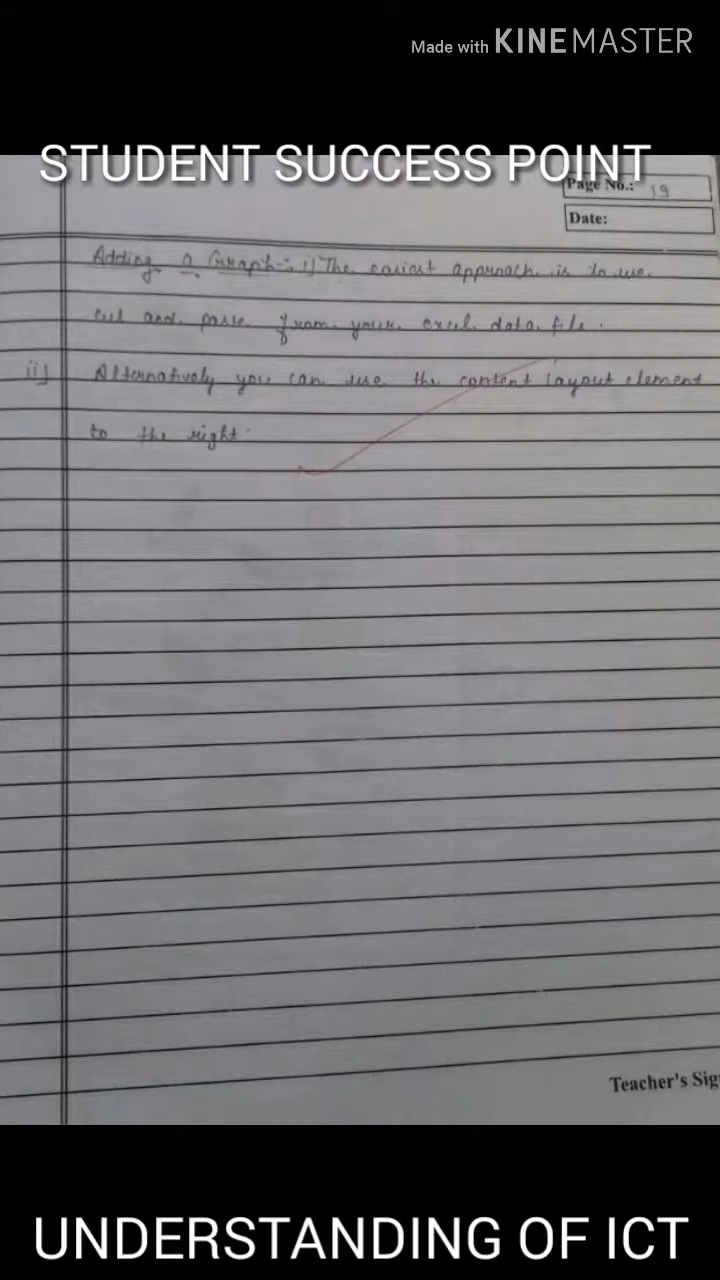 Made with KINEMASTER
STUDENT SUCCESS POINT
Page No.: 19
Date:
Adding a Graph :- i) The easiest approach is to use
cut and paste from your excel data file.
ii) Alternatively you can use the content layout element
to the right.
Teacher's Sig
UNDERSTANDING OF ICT